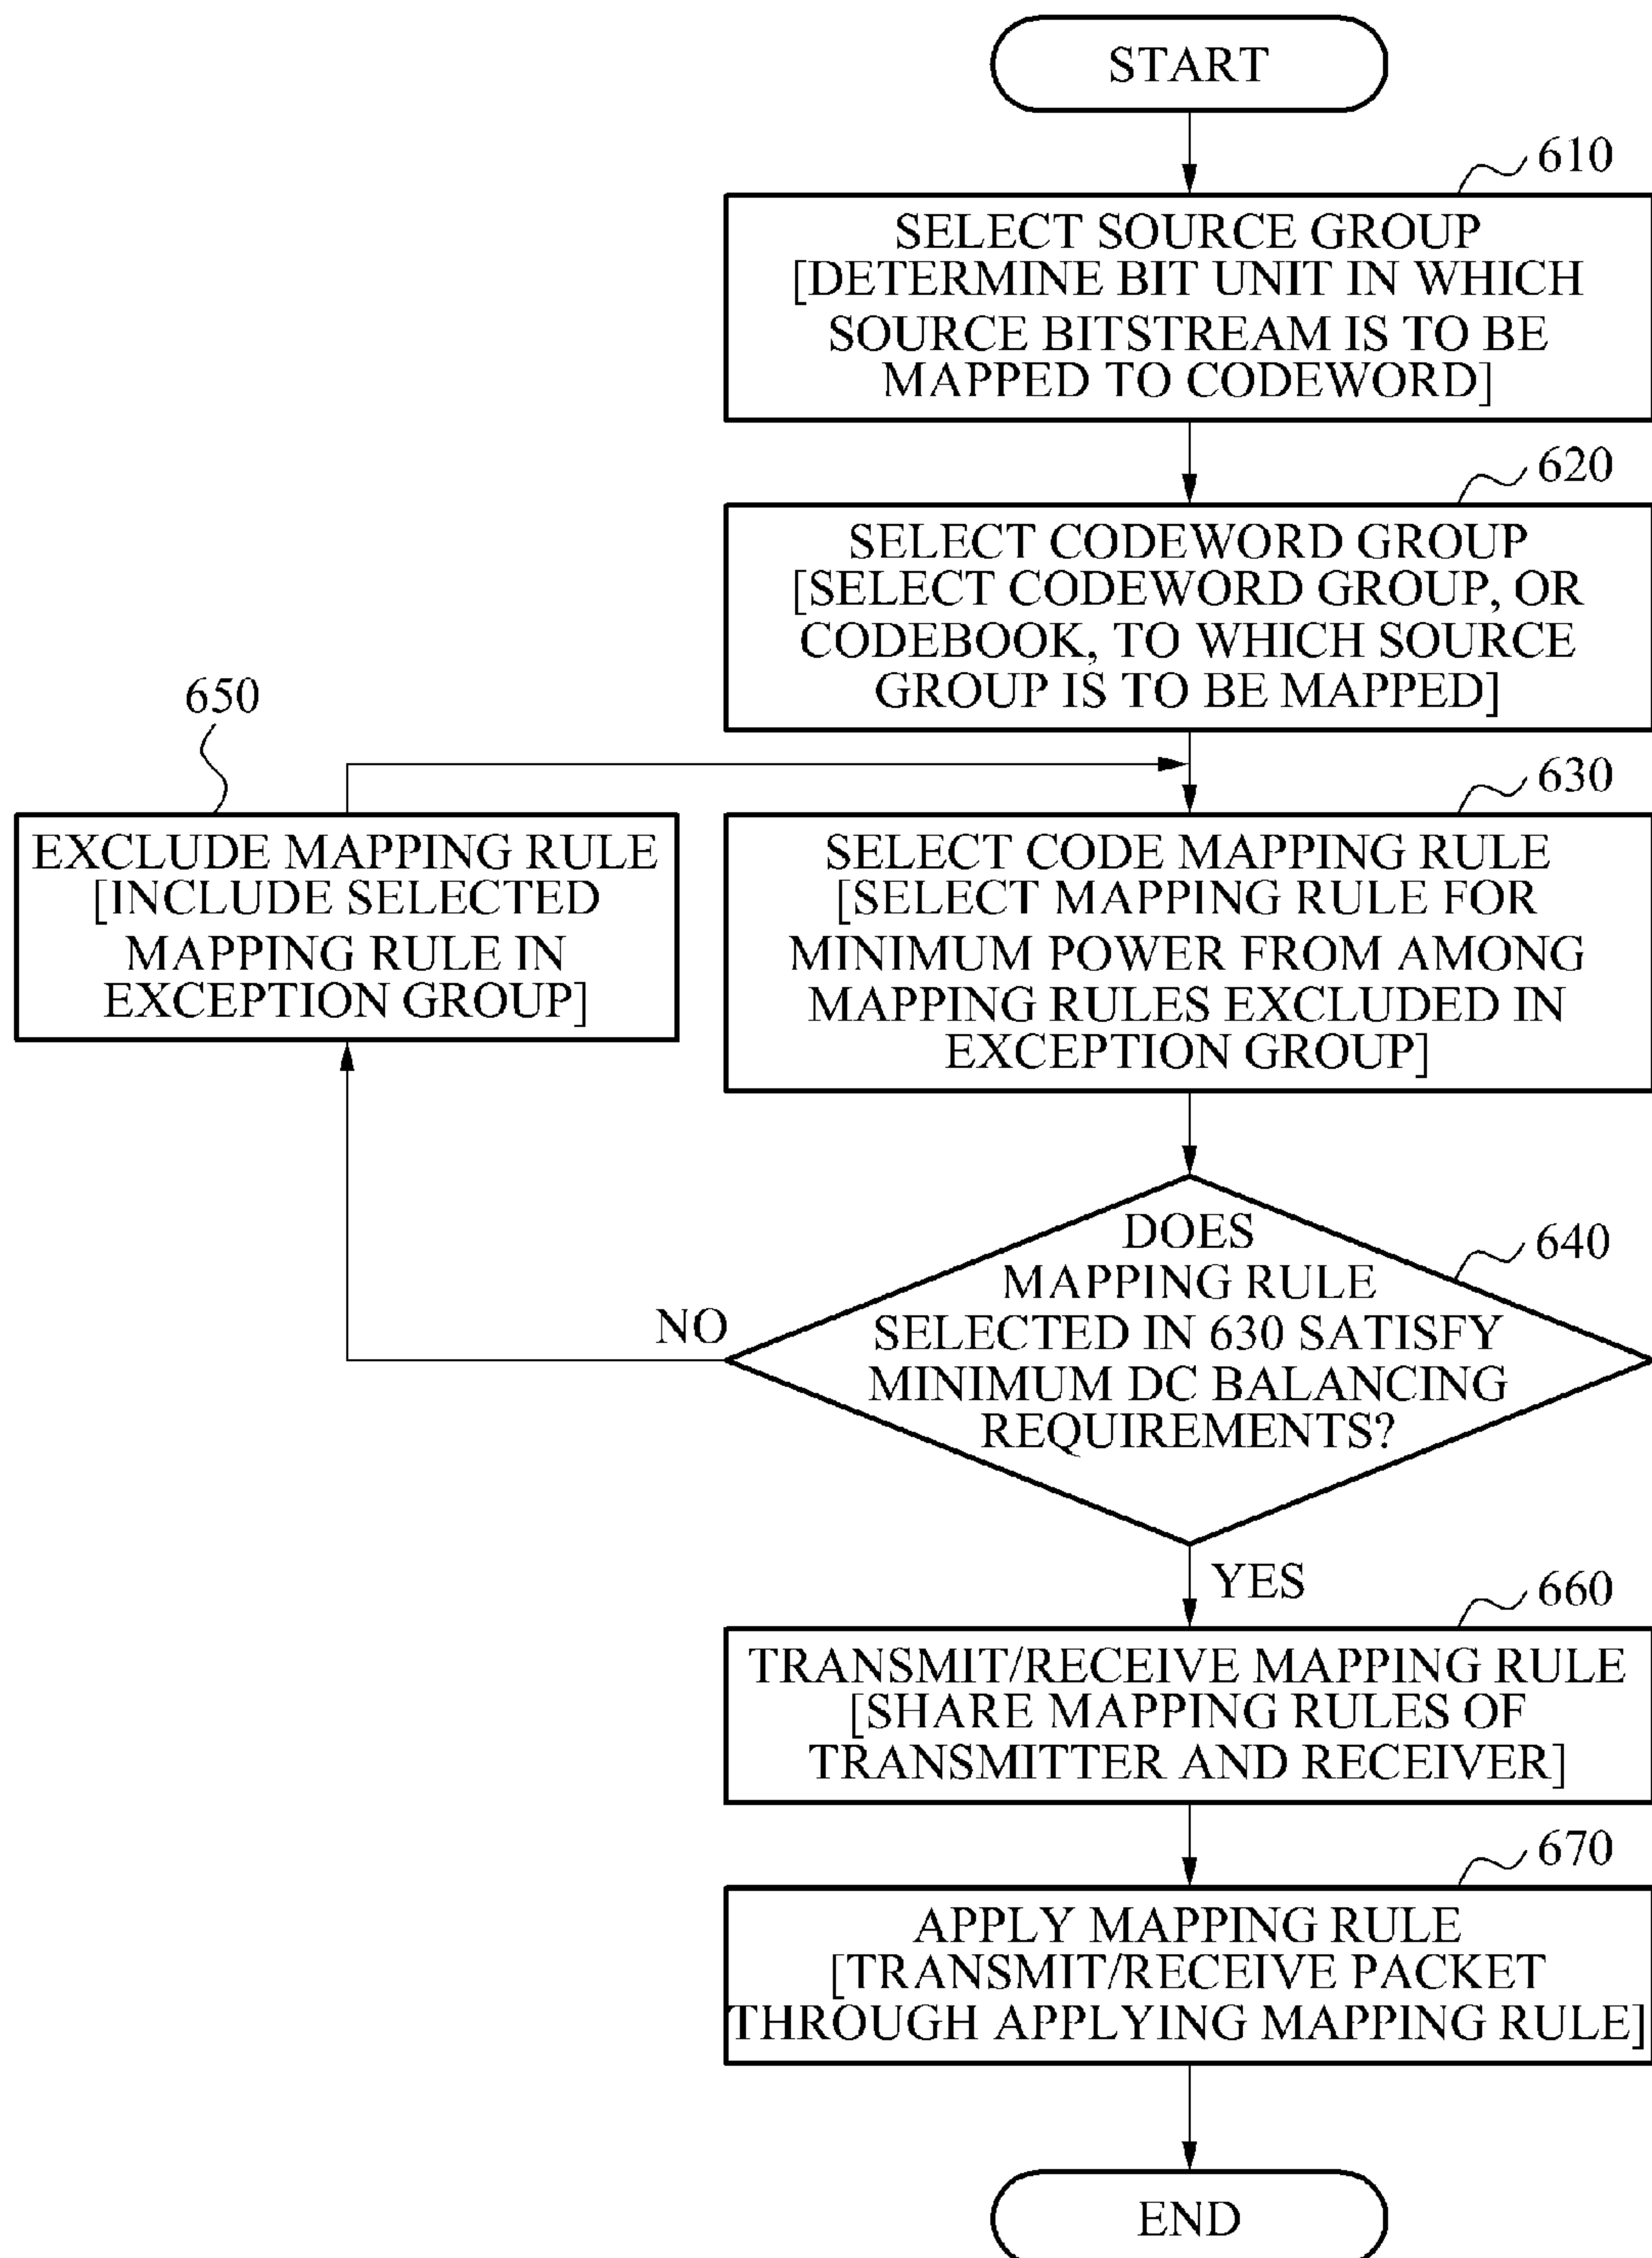 START
610
SELECT SOURCE GROUP
[DETERMINE BIT UNIT IN WHICH
SOURCE BITSTREAM IS TO BE
MAPPED TO CODEWORD]
620
SELECT CODEWORD GROUP
[SELECT CODEWORD GROUP, OR
CODEBOOK, TO WHICH SOURCE
GROUP IS TO BE MAPPED]
650
EXCLUDE MAPPING RULE
[INCLUDE SELECTED
MAPPING RULE IN
EXCEPTION GROUP]
630
SELECT CODE MAPPING RULE
[SELECT MAPPING RULE FOR
MINIMUM POWER FROM AMONG
MAPPING RULES EXCLUDED IN
EXCEPTION GROUP]
640
DOES
MAPPING RULE
SELECTED IN 630 SATISFY
MINIMUM DC BALANCING
REQUIREMENTS?
NO
YES
660
TRANSMIT/RECEIVE MAPPING RULE
[SHARE MAPPING RULES OF
TRANSMITTER AND RECEIVER]
670
APPLY MAPPING RULE
[TRANSMIT/RECEIVE PACKET
THROUGH APPLYING MAPPING RULE]
END